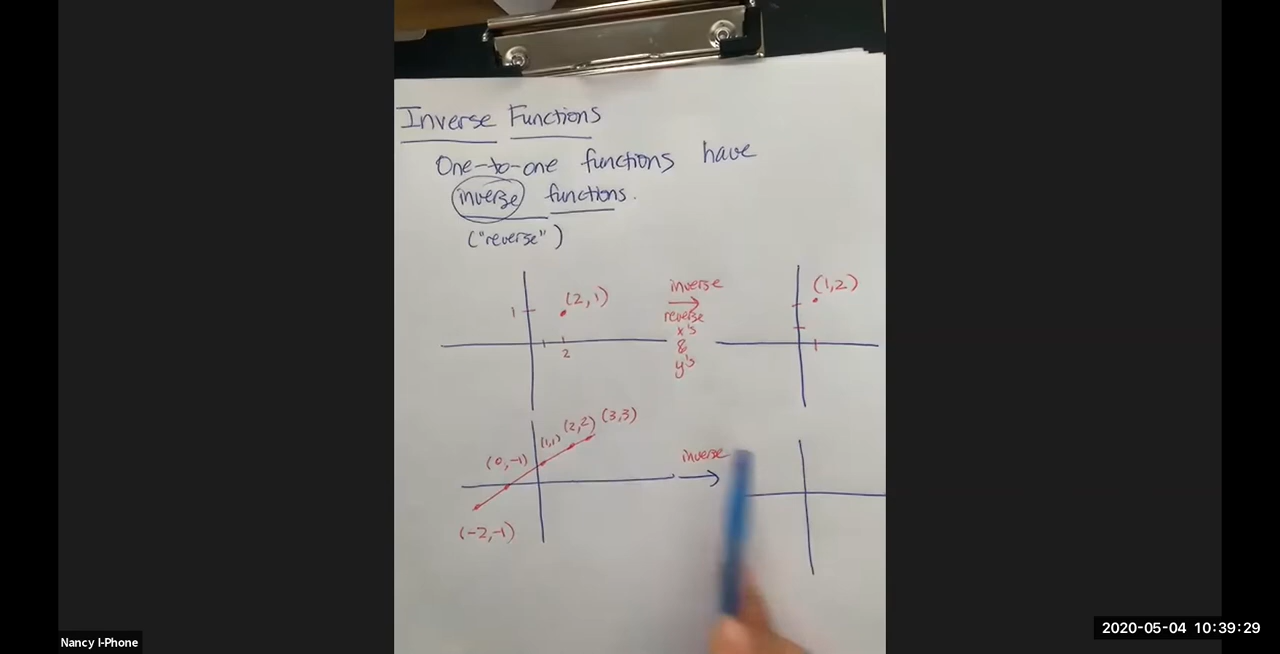 Inverse Functions
One-to-one functions have
inverse functions.
("reverse")
(2,1)
1
2
inverse
reverse
x's
&
y's
(1,2)
1
(3,3)
(2,2)
(1,1)
(0,-1)
(-2,-1)
inverse
Nancy I-Phone
2020-05-04 10:39:29